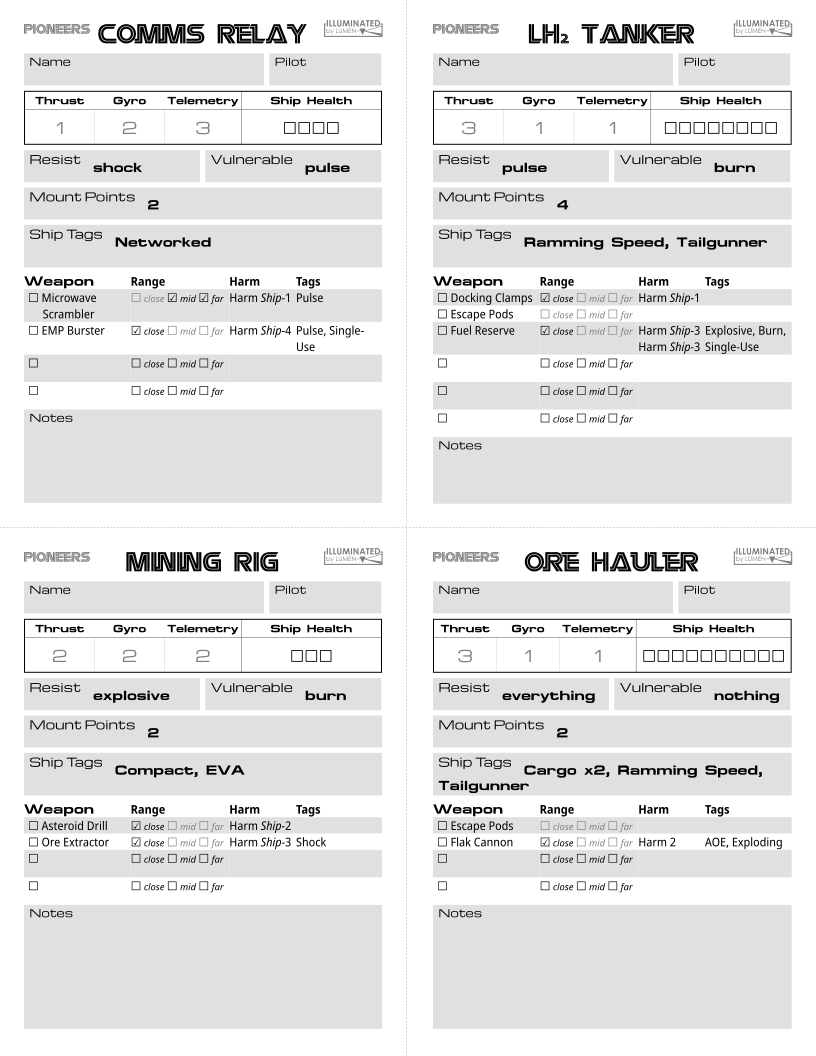 PIONEERS COMMS RELAY ILLUMINATED by LUMEN
Name Pilot
Thrust Gyro Telemetry Ship Health
1 2 3 ☐☐☐☐
Resist shock Vulnerable pulse
Mount Points 2
Ship Tags Networked
Weapon Range Harm Tags
☐ Microwave ☐ close ☑ mid ☑ far Harm Ship-1 Pulse
Scrambler
☐ EMP Burster ☑ close ☐ mid ☐ far Harm Ship-4 Pulse, Single-
Use
☐ ☐ close ☐ mid ☐ far
☐ ☐ close ☐ mid ☐ far
Notes
PIONEERS LH₂ TANKER ILLUMINATED by LUMEN
Name Pilot
Thrust Gyro Telemetry Ship Health
3 1 1 ☐☐☐☐☐☐☐☐
Resist pulse Vulnerable burn
Mount Points 4
Ship Tags Ramming Speed, Tailgunner
Weapon Range Harm Tags
☐ Docking Clamps ☑ close ☐ mid ☐ far Harm Ship-1
☐ Escape Pods ☐ close ☐ mid ☐ far
☐ Fuel Reserve ☑ close ☐ mid ☐ far Harm Ship-3 Explosive, Burn,
Harm Ship-3 Single-Use
☐ ☐ close ☐ mid ☐ far
☐ ☐ close ☐ mid ☐ far
☐ ☐ close ☐ mid ☐ far
Notes
PIONEERS MINING RIG ILLUMINATED by LUMEN
Name Pilot
Thrust Gyro Telemetry Ship Health
2 2 2 ☐☐☐
Resist explosive Vulnerable burn
Mount Points 2
Ship Tags Compact, EVA
Weapon Range Harm Tags
☐ Asteroid Drill ☑ close ☐ mid ☐ far Harm Ship-2
☐ Ore Extractor ☑ close ☐ mid ☐ far Harm Ship-3 Shock
☐ ☐ close ☐ mid ☐ far
☐ ☐ close ☐ mid ☐ far
Notes
PIONEERS ORE HAULER ILLUMINATED by LUMEN
Name Pilot
Thrust Gyro Telemetry Ship Health
3 1 1 ☐☐☐☐☐☐☐☐☐☐
Resist everything Vulnerable nothing
Mount Points 2
Ship Tags Cargo x2, Ramming Speed,
Tailgunner
Weapon Range Harm Tags
☐ Escape Pods ☐ close ☐ mid ☐ far
☐ Flak Cannon ☑ close ☐ mid ☐ far Harm 2 AOE, Exploding
☐ ☐ close ☐ mid ☐ far
☐ ☐ close ☐ mid ☐ far
Notes